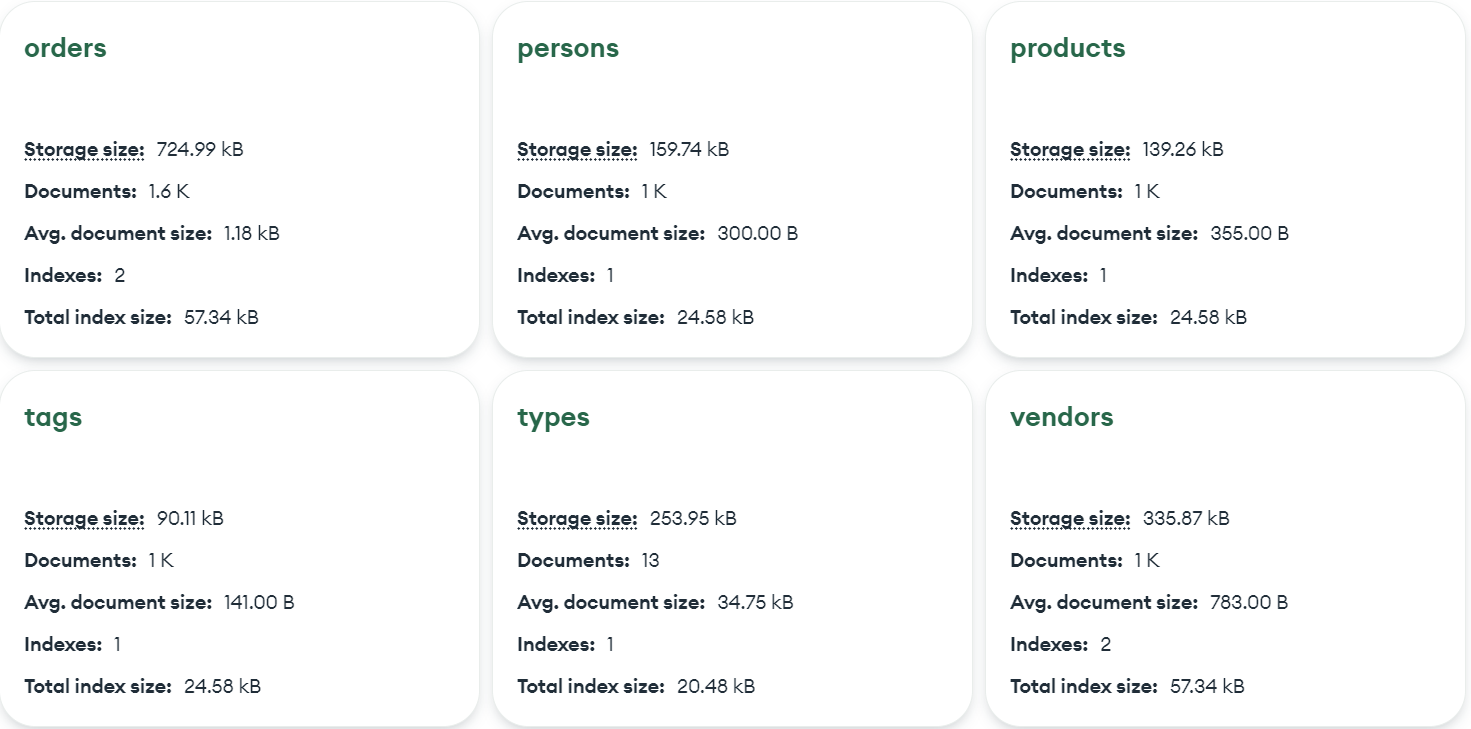 orders
Storage size: 724.99 kB
Documents: 1.6 K
Avg. document size: 1.18 kB
Indexes: 2
Total index size: 57.34 kB
persons
Storage size: 159.74 kB
Documents: 1 K
Avg. document size: 300.00 B
Indexes: 1
Total index size: 24.58 kB
products
Storage size: 139.26 kB
Documents: 1 K
Avg. document size: 355.00 B
Indexes: 1
Total index size: 24.58 kB
tags
Storage size: 90.11 kB
Documents: 1 K
Avg. document size: 141.00 B
Indexes: 1
Total index size: 24.58 kB
types
Storage size: 253.95 kB
Documents: 13
Avg. document size: 34.75 kB
Indexes: 1
Total index size: 20.48 kB
vendors
Storage size: 335.87 kB
Documents: 1 K
Avg. document size: 783.00 B
Indexes: 2
Total index size: 57.34 kB